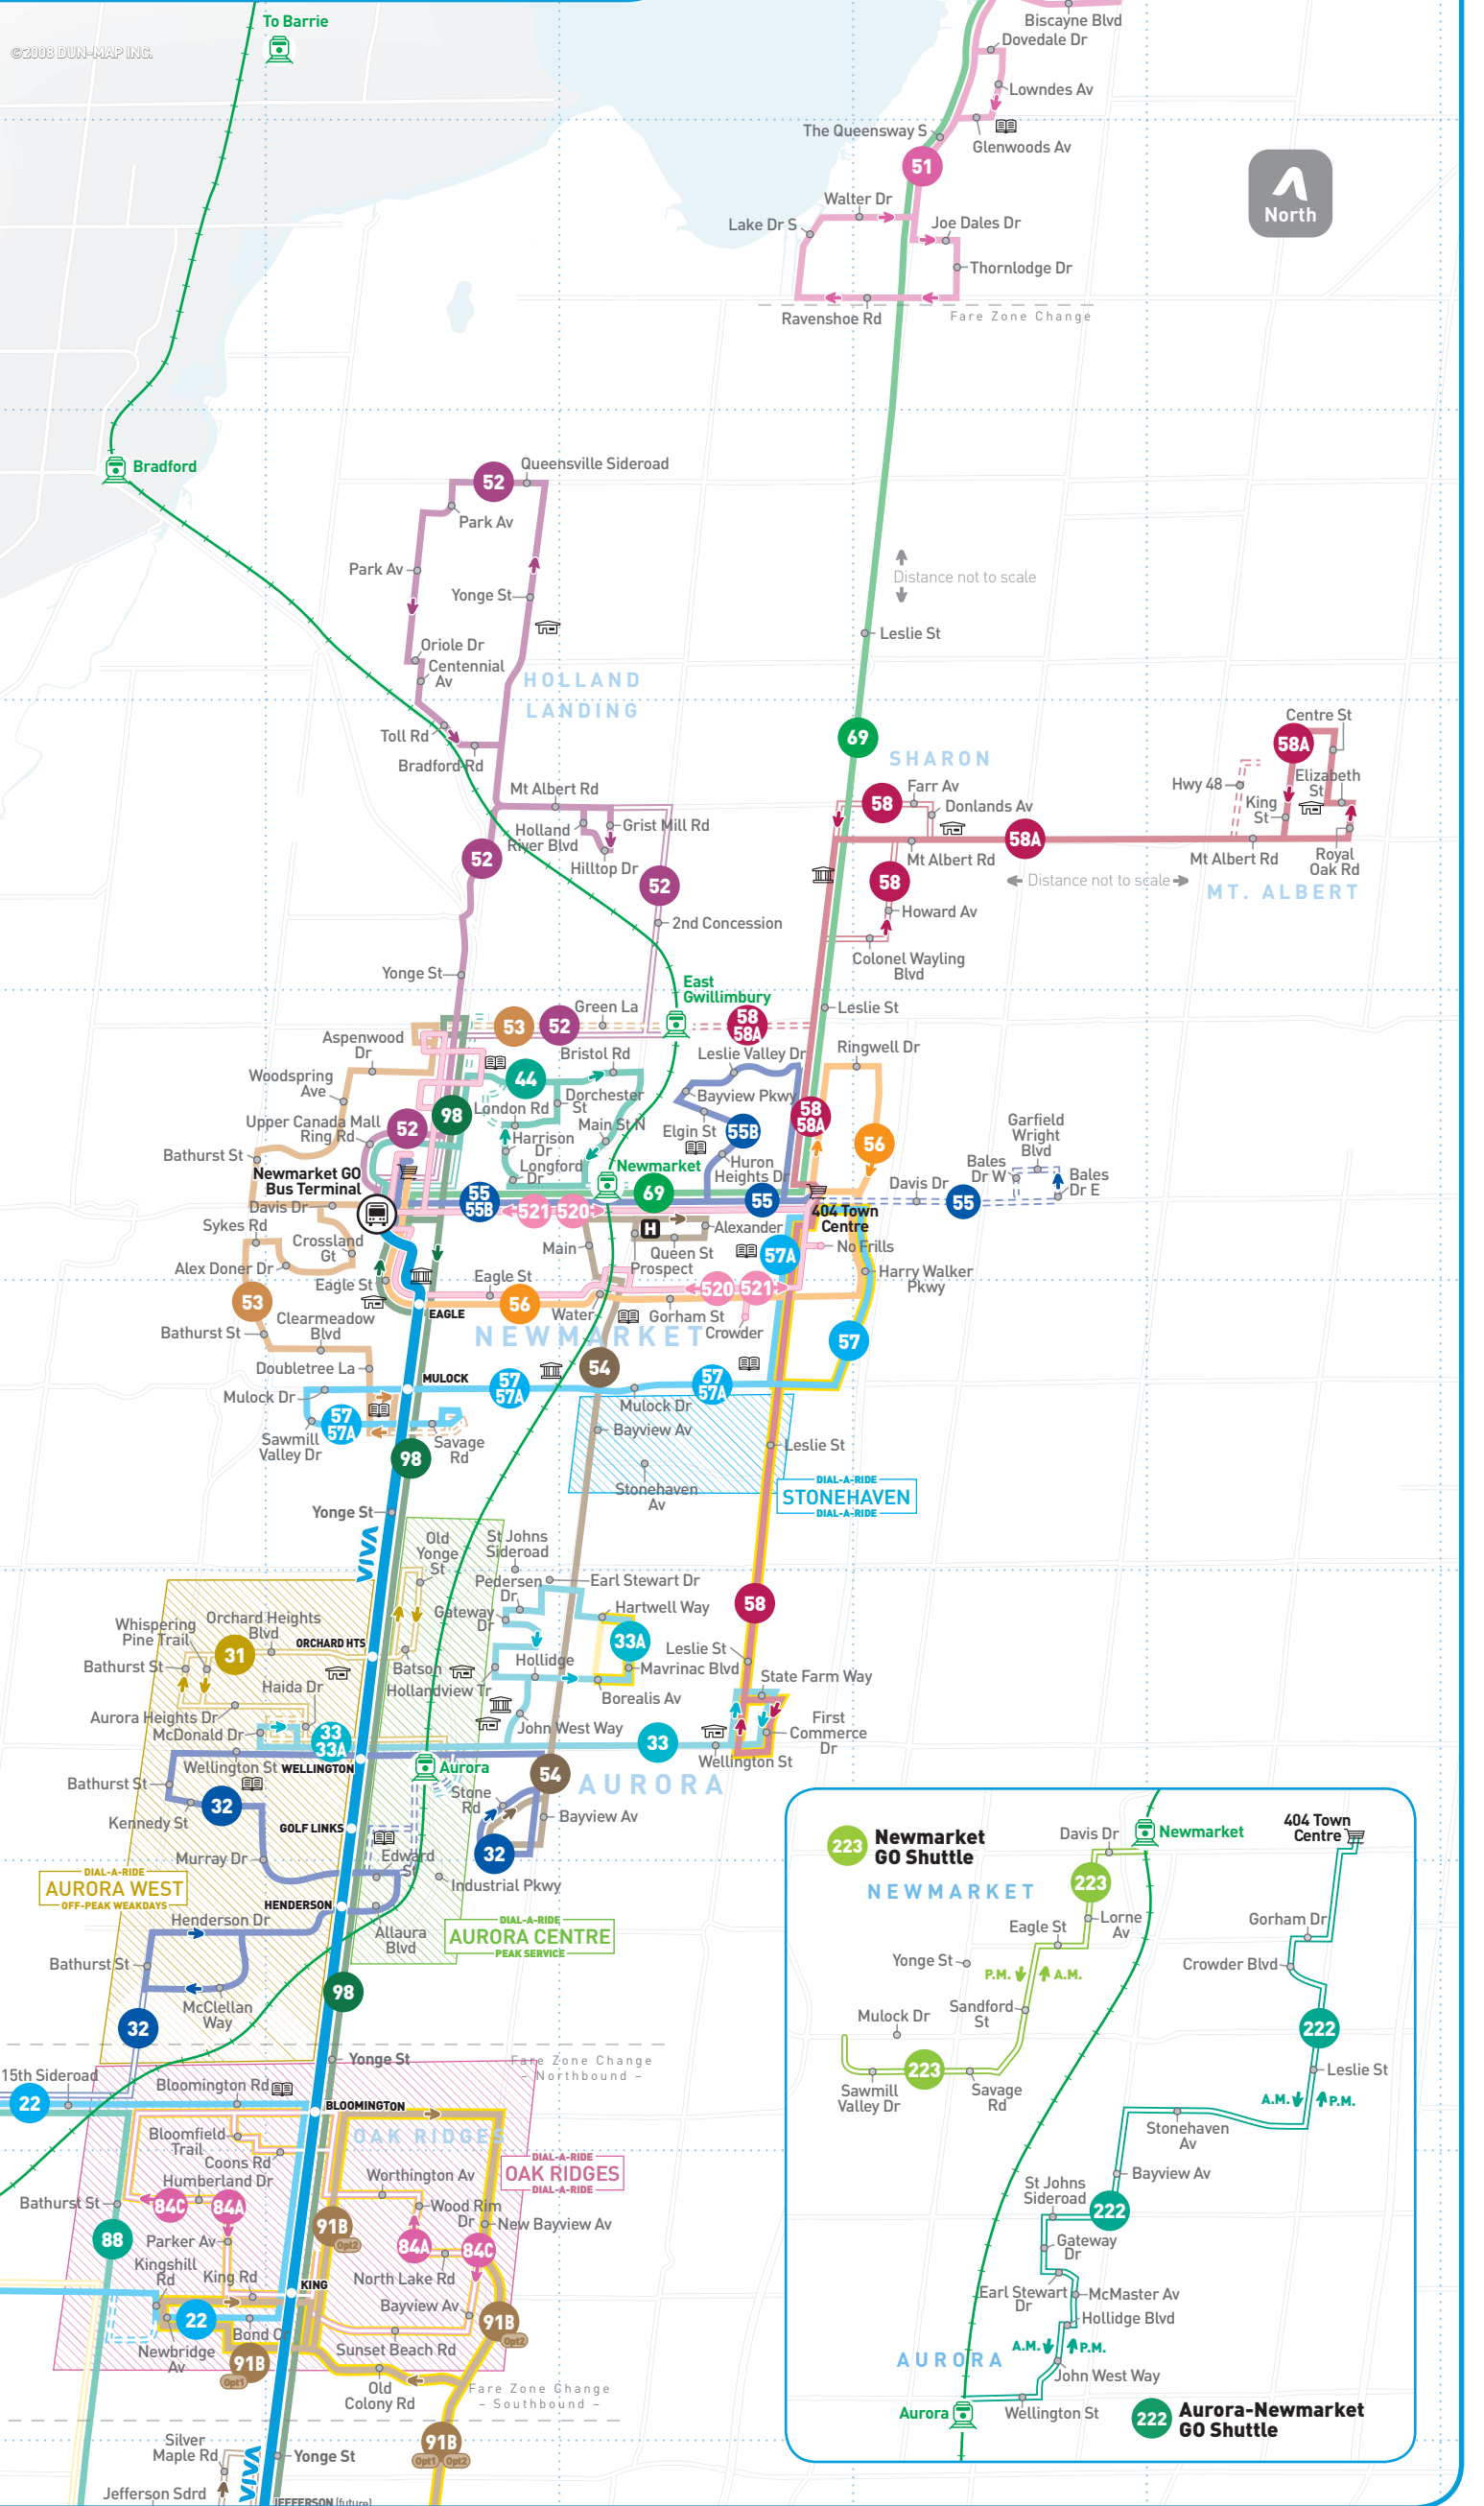 To Barrie
©2008 DUN-MAP INC.
Biscayne Blvd
Dovedale Dr
Lowndes Av
The Queensway S
Glenwoods Av
51
North
Walter Dr
Lake Dr S
Joe Dales Dr
Thornlodge Dr
Ravenshoe Rd
Fare Zone Change
Bradford
52
Queensville Sideroad
Park Av
Park Av
Yonge St
Distance not to scale
Leslie St
Oriole Dr
Centennial
Av
HOLLAND
LANDING
Toll Rd
Bradford Rd
69
SHARON
Centre St
58A
Hwy 48
Elizabeth
St
King
St
Mt Albert Rd
Farr Av
58
Donlands Av
Holland
River Blvd
Grist Mill Rd
Hilltop Dr
52
52
Mt Albert Rd
58A
Mt Albert Rd
Royal
Oak Rd
58
Distance not to scale
MT. ALBERT
Howard Av
2nd Concession
Colonel Wayling
Blvd
Yonge St
East
Gwillimbury
Leslie St
53
52
Green La
58
58A
Aspenwood
Dr
Ringwell Dr
Bristol Rd
Leslie Valley Dr
Woodspring
Ave
44
Dorchester
St
Bayview Pkwy
London Rd
98
52
Upper Canada Mall
Ring Rd
Main St N
Elgin St
55B
58
58A
56
Garfield
Wright
Blvd
Harrison
Dr
Bathurst St
Longford
Dr
Huron
Heights Dr
Bales
Dr W
Bales
Dr E
Newmarket GO
Bus Terminal
Newmarket
69
55
55B
55
Davis Dr
55
Davis Dr
521
520
404 Town
Centre
Sykes Rd
H
Alexander
Crossland
Gt
Main
Queen St
Prospect
57A
No Frills
Alex Doner Dr
Eagle St
Eagle St
520
521
Harry Walker
Pkwy
53
EAGLE
56
Water
Gorham St
Crowder
Clearmeadow
Blvd
Bathurst St
NEWMARKET
57
Doubletree La
54
MULOCK
Mulock Dr
57
57A
57
57A
Mulock Dr
57
57A
Sawmill
Valley Dr
Savage
Rd
Bayview Av
Leslie St
98
Stonehaven
Av
DIAL-A-RIDE
STONEHAVEN
DIAL-A-RIDE
Yonge St
VIVA
Old
Yonge
St
St Johns
Sideroad
Pedersen
Dr
Earl Stewart Dr
58
Gateway
Dr
Hartwell Way
Whispering
Pine Trail
Orchard Heights
Blvd
ORCHARD HTS
31
33A
Leslie St
Bathurst St
Batson
Hollidge
Mavrinac Blvd
State Farm Way
Haida Dr
Hollandview Tr
Borealis Av
Aurora Heights Dr
McDonald Dr
33
33A
John West Way
33
First
Commerce
Dr
Wellington St
WELLINGTON
Wellington St
Aurora
54
AURORA
Bathurst St
Stone
Rd
32
Kennedy St
Bayview Av
GOLF LINKS
Murray Dr
Edward
St
32
Industrial Pkwy
DIAL-A-RIDE
AURORA WEST
OFF-PEAK WEEKDAYS
HENDERSON
Henderson Dr
Allaura
Blvd
DIAL-A-RIDE
AURORA CENTRE
PEAK SERVICE
Bathurst St
98
McClellan
Way
32
Yonge St
Fare Zone Change
– Northbound –
15th Sideroad
22
Bloomington Rd
BLOOMINGTON
OAK RIDGES
Bloomfield
Trail
Coons Rd
Humberland Dr
Worthington Av
DIAL-A-RIDE
OAK RIDGES
DIAL-A-RIDE
Bathurst St
84C
84A
Wood Rim
Dr
New Bayview Av
91B
Opt2
88
Parker Av
84A
84C
Kingshill
Rd
King Rd
North Lake Rd
KING
Bayview Av
22
91B
Opt2
Bond Cr
Newbridge
Av
Sunset Beach Rd
91B
Opt1
Old
Colony Rd
Fare Zone Change
– Southbound –
91B
Opt1
Opt2
Silver
Maple Rd
Yonge St
VIVA
Jefferson Sdrd
JEFFERSON (future)
223
Newmarket
GO Shuttle
Davis Dr
Newmarket
404 Town
Centre
NEWMARKET
223
Lorne
Av
Eagle St
Gorham Dr
Yonge St
Crowder Blvd
P.M.
A.M.
Sandford
St
Mulock Dr
222
223
Leslie St
Sawmill
Valley Dr
Savage
Rd
A.M.
P.M.
Stonehaven
Av
Bayview Av
St Johns
Sideroad
222
Gateway
Dr
Earl Stewart
Dr
McMaster Av
Hollidge Blvd
A.M.
P.M.
AURORA
John West Way
Aurora
Wellington St
222
Aurora-Newmarket
GO Shuttle